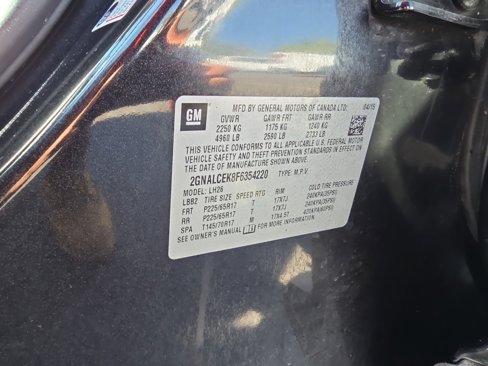 GM
MFD BY GENERAL MOTORS OF CANADA LTD: 04/15
GVWR GAWR FRT GAWR RR
2250 KG 1175 KG 1240 KG
4960 LB 2590 LB 2733 LB
THIS VEHICLE CONFORMS TO ALL APPLICABLE U.S. FEDERAL MOTOR
VEHICLE SAFETY AND THEFT PREVENTION STANDARDS IN EFFECT ON
THE DATE OF MANUFACTURE SHOWN ABOVE.
2GNALCEK8F6354220 TYPE: M.P.V.
MODEL: LH26
LBB2 TIRE SIZE SPEED RTG RIM COLD TIRE PRESSURE
FRT P225/65R17 T 17X7J 240KPA(35PSI)
RR P225/65R17 T 17X7J 240KPA(35PSI)
SPA T145/70R17 M 17X4.5T 420KPA(60PSI)
SEE OWNER'S MANUAL FOR MORE INFORMATION